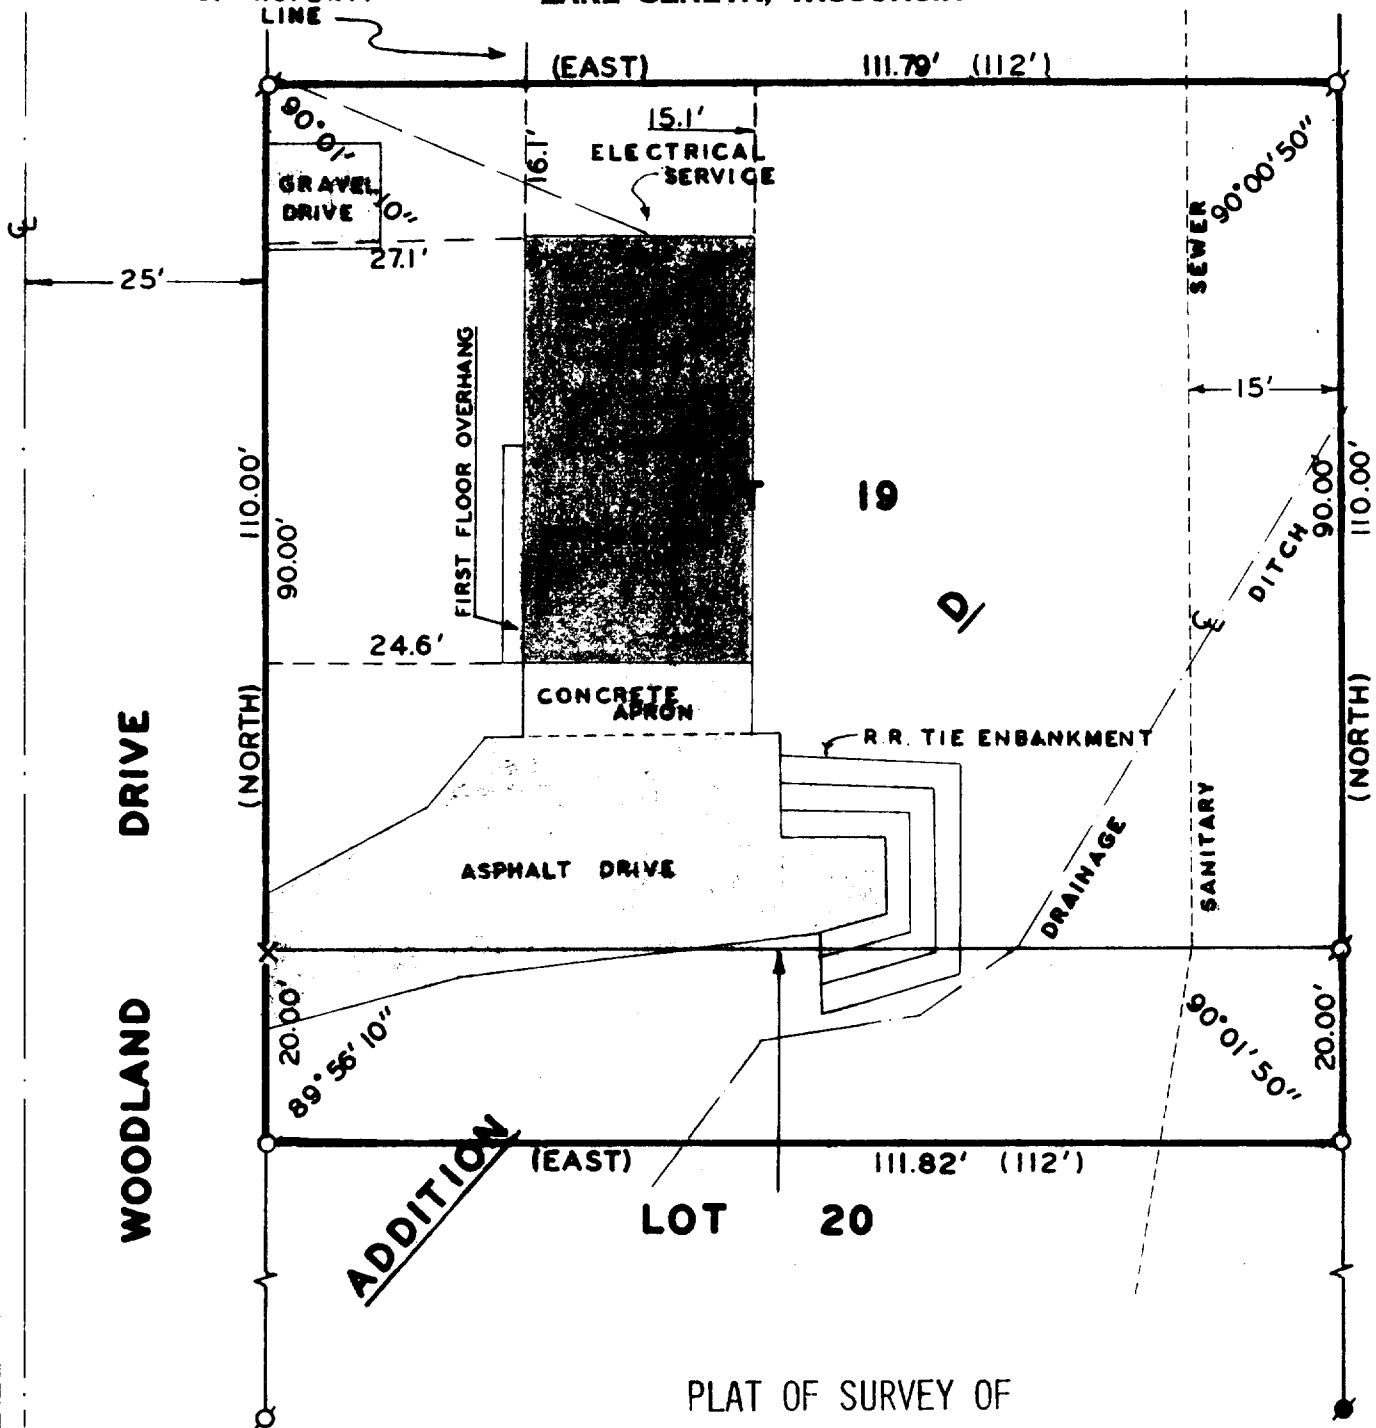 LINE
(EAST) 111.79' (112')
90°01'10"
15.1'
16.1'
ELECTRICAL
SERVICE
90°00'50"
GRAVEL
DRIVE
SEWER
27.1'
25'
15'
FIRST FLOOR OVERHANG
110.00'
90.00'
19
90.00'
110.00'
DITCH
D
24.6'
CONCRETE
APRON
(NORTH)
(NORTH)
DRIVE
R.R. TIE ENBANKMENT
SANITARY
DRAINAGE
ASPHALT DRIVE
20.00'
89°56'10"
90°01'50"
20.00'
WOODLAND
(EAST) 111.82' (112')
ADDITION
LOT 20
PLAT OF SURVEY OF